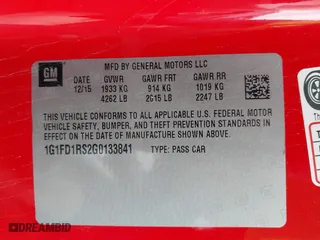 GM
MFD BY GENERAL MOTORS LLC
DATE GVWR GAWR FRT GAWR RR
12/15 1933 KG 914 KG 1019 KG
4262 LB 2015 LB 2247 LB
THIS VEHICLE CONFORMS TO ALL APPLICABLE U.S. FEDERAL MOTOR
VEHICLE SAFETY, BUMPER, AND THEFT PREVENTION STANDARDS
IN EFFECT ON THE DATE OF MANUFACTURE SHOWN ABOVE.
1G1FD1RS2G0133841 TYPE: PASS CAR
BIDFAX